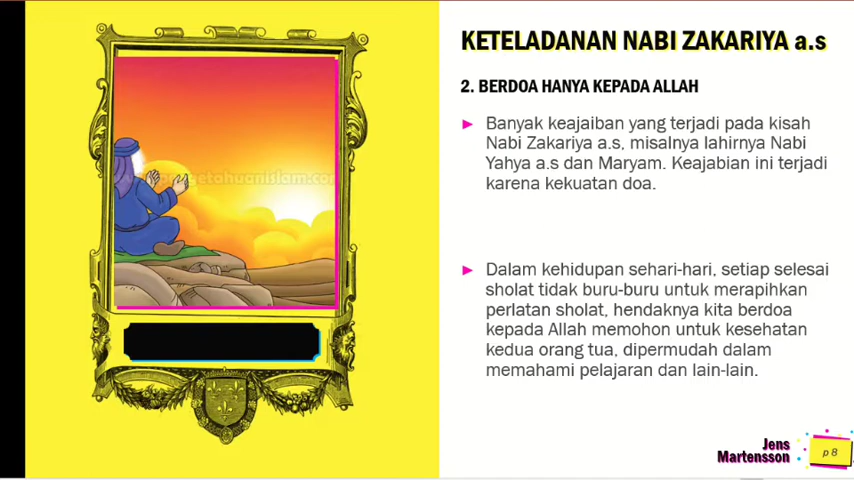 KETELADANAN NABI ZAKARIYA a.s
2. BERDOA HANYA KEPADA ALLAH
Banyak keajaiban yang terjadi pada kisah
Nabi Zakariya a.s, misalnya lahirnya Nabi
Yahya a.s dan Maryam. Keajabian ini terjadi
karena kekuatan doa.
Dalam kehidupan sehari-hari, setiap selesai
sholat tidak buru-buru untuk merapihkan
perlatan sholat, hendaknya kita berdoa
kepada Allah memohon untuk kesehatan
kedua orang tua, dipermudah dalam
memahami pelajaran dan lain-lain.
Jens
Martensson
p 8